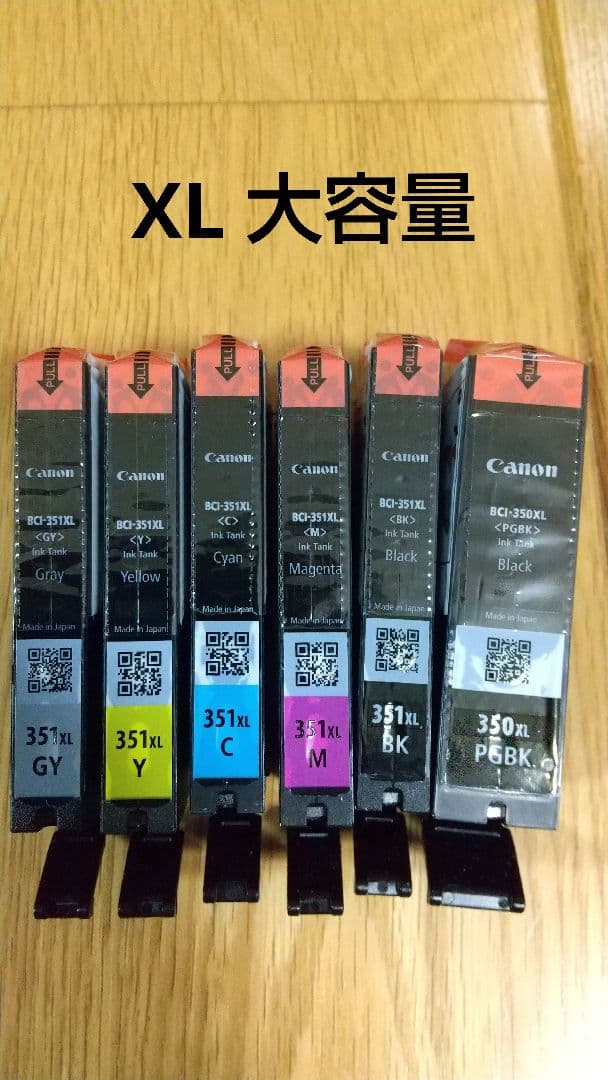 XL 大容量
PULL
Canon
BCI-351XL
<GY>
Ink Tank
Gray
Made in Japan
351XL
GY
PULL
Canon
BCI-351XL
<Y>
Ink Tank
Yellow
Made in Japan
351XL
Y
PULL
Canon
BCI-351XL
<C>
Ink Tank
Cyan
Made in Japan
351XL
C
PULL
Canon
BCI-351XL
<M>
Ink Tank
Magenta
Made in Japan
351XL
M
PULL
Canon
BCI-351XL
<BK>
Ink Tank
Black
Made in Japan
351XL
BK
PULL
Canon
BCI-350XL
<PGBK>
Ink Tank
Black
Made in Japan
350XL
PGBK